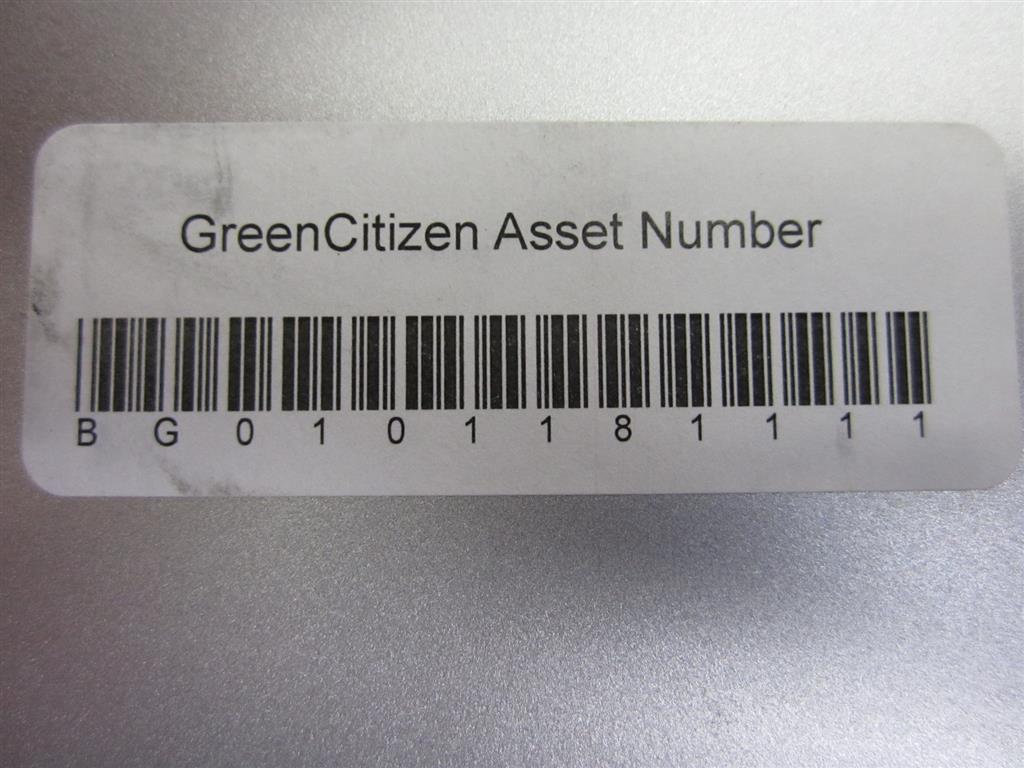 GreenCitizen Asset Number
B G 0 1 0 1 1 8 1 1 1 1